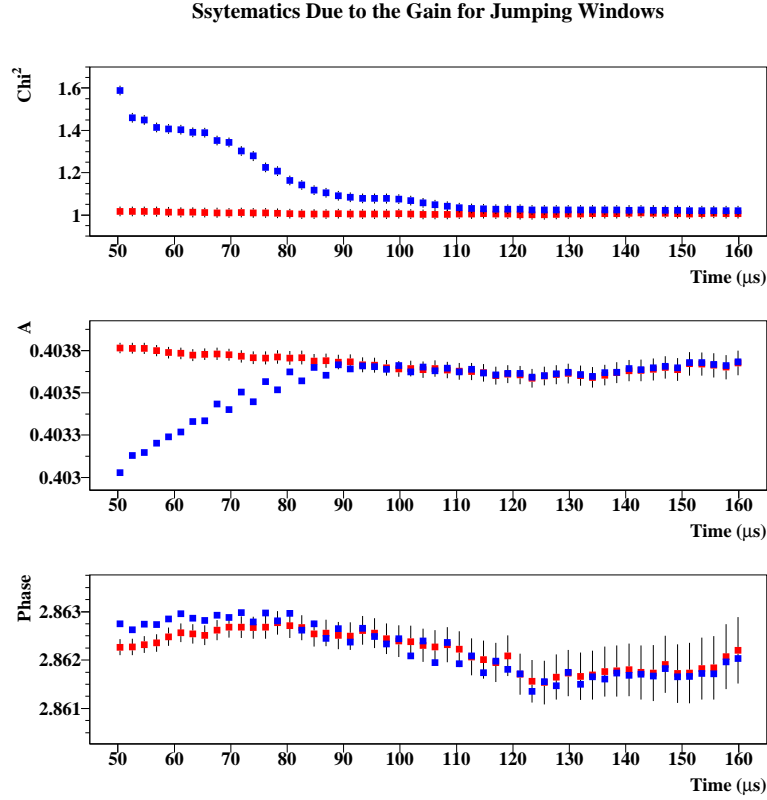 Ssytematics Due to the Gain for Jumping Windows
Chi²
1.6
1.4
1.2
1
50 60 70 80 90 100 110 120 130 140 150 160
Time (μs)
A
0.4038
0.4035
0.4033
0.403
50 60 70 80 90 100 110 120 130 140 150 160
Time (μs)
Phase
2.863
2.862
2.861
50 60 70 80 90 100 110 120 130 140 150 160
Time (μs)